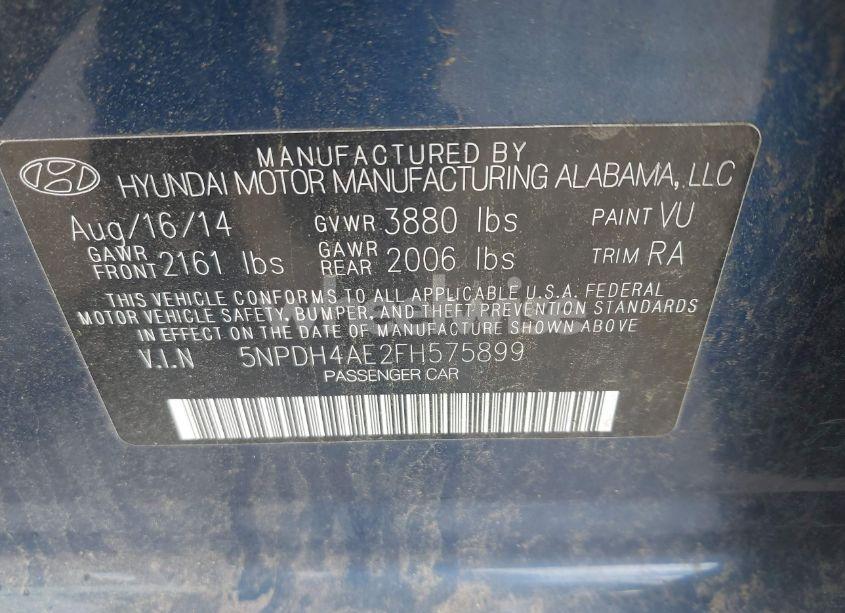 MANUFACTURED BY
HYUNDAI MOTOR MANUFACTURING ALABAMA, LLC
Aug/16/14 GVWR 3880 lbs PAINT VU
GAWR FRONT 2161 lbs GAWR REAR 2006 lbs TRIM RA
THIS VEHICLE CONFORMS TO ALL APPLICABLE U.S.A. FEDERAL
MOTOR VEHICLE SAFETY, BUMPER, AND THEFT PREVENTION STANDARDS
IN EFFECT ON THE DATE OF MANUFACTURE SHOWN ABOVE
V.I.N 5NPDH4AE2FH575899
PASSENGER CAR